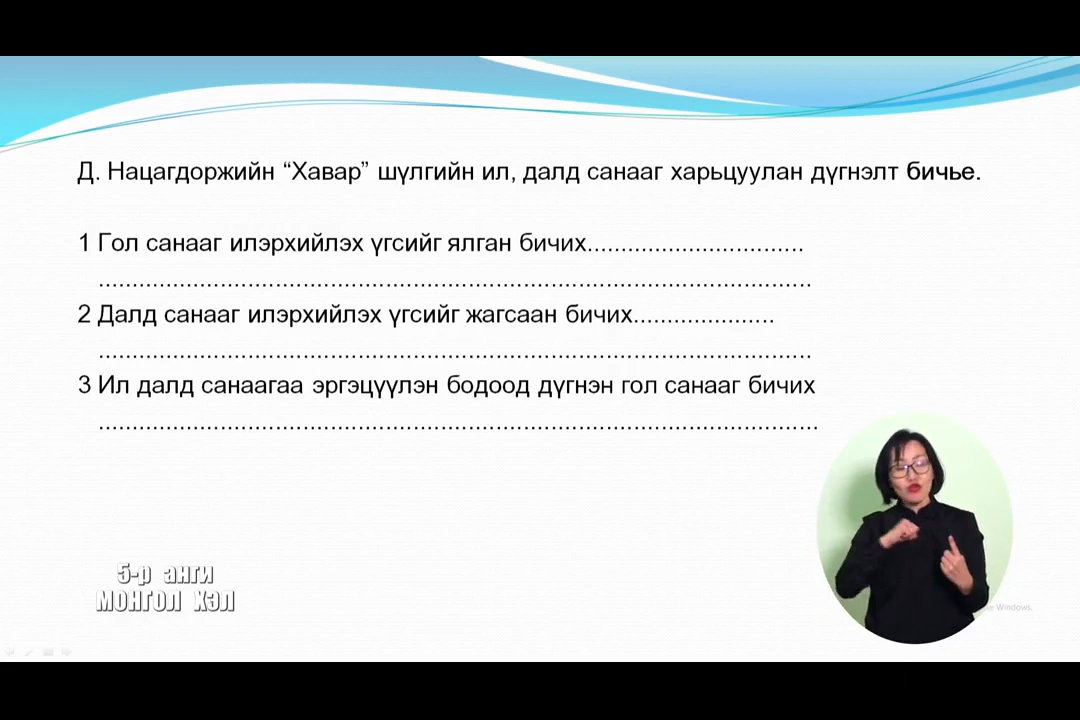 Д. Нацагдоржийн “Хавар” шүлгийн ил, далд санааг харьцуулан дүгнэлт бичье.
1 Гол санааг илэрхийлэх үгсийг ялган бичих................................
..........................................................................................................
2 Далд санааг илэрхийлэх үгсийг жагсаан бичих.....................
..........................................................................................................
3 Ил далд санаагаа эргэцүүлэн бодоод дүгнэн гол санааг бичих
...........................................................................................................
5-р анги
МОНГОЛ ХЭЛ
Windows.